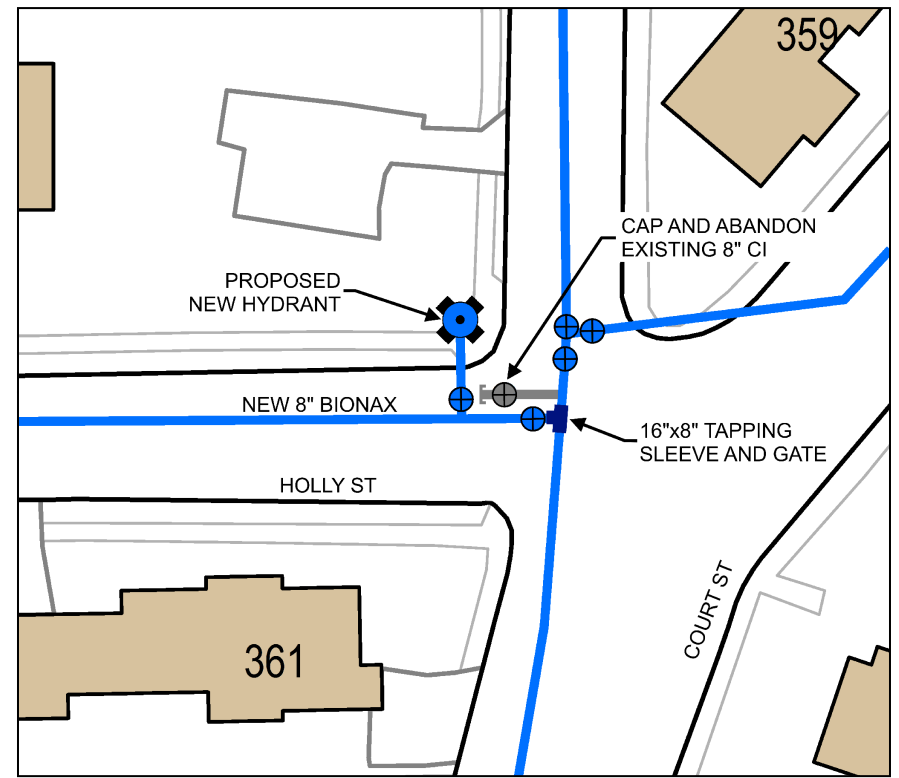 359
CAP AND ABANDON
EXISTING 8" CI
PROPOSED
NEW HYDRANT
NEW 8" BIONAX
16"x8" TAPPING
SLEEVE AND GATE
HOLLY ST
COURT ST
361